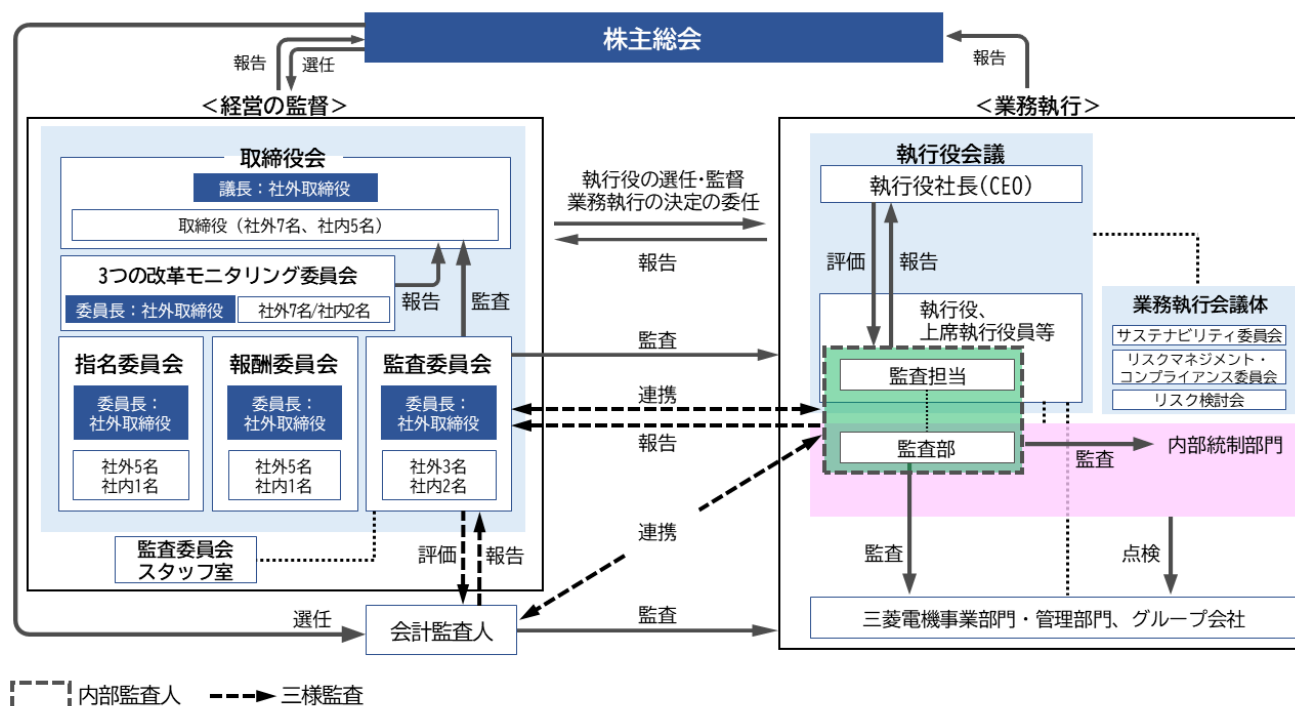 株主総会
報告
選任
報告
＜経営の監督＞
＜業務執行＞
取締役会
議長：社外取締役
取締役（社外7名、社内5名）
3つの改革モニタリング委員会
委員長：社外取締役
社外7名/社内2名
報告
監査
指名委員会
委員長：
社外取締役
社外5名
社内1名
報酬委員会
委員長：
社外取締役
社外5名
社内1名
監査委員会
委員長：
社外取締役
社外3名
社内2名
監査委員会
スタッフ室
評価
報告
選任
会計監査人
執行役の選任・監督
業務執行の決定の委任
報告
監査
連携
報告
連携
監査
執行役会議
執行役社長(CEO)
評価
報告
執行役、
上席執行役員等
監査担当
監査部
業務執行会議体
サステナビリティ委員会
リスクマネジメント・
コンプライアンス委員会
リスク検討会
監査
内部統制部門
監査
点検
三菱電機事業部門・管理部門、グループ会社
内部監査人
三様監査